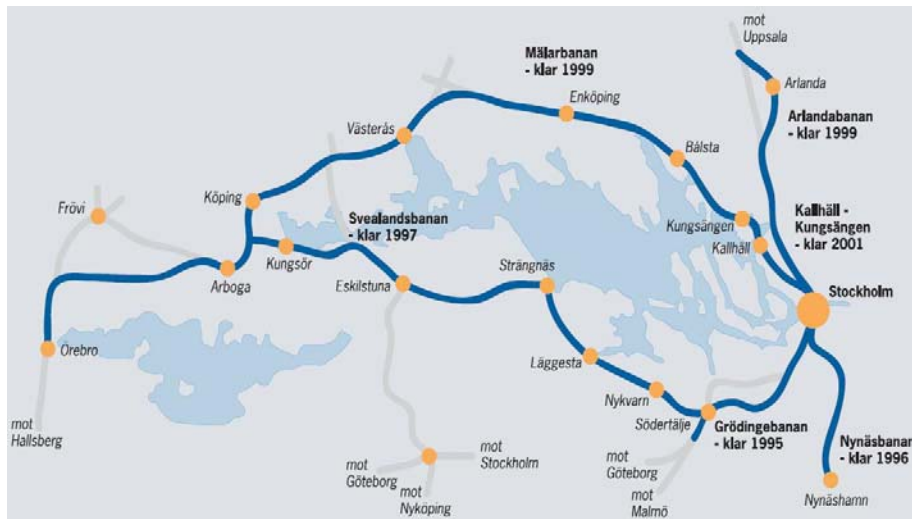 mot
Uppsala
Mälarbanan
- klar 1999
Arlanda
Enköping
Arlandabanan
- klar 1999
Västerås
Bålsta
Köping
Frövi
Svealandsbanan
- klar 1997
Kallhäll -
Kungsängen
- klar 2001
Kungsängen
Kallhäll
Kungsör
Arboga
Eskilstuna
Strängnäs
Stockholm
Örebro
Läggesta
Nykvarn
Södertälje
Grödingebanan
- klar 1995
Nynäsbanan
- klar 1996
mot
Hallsberg
mot
Stockholm
mot
Göteborg
mot
Nyköping
mot
Göteborg
mot
Malmö
Nynäshamn